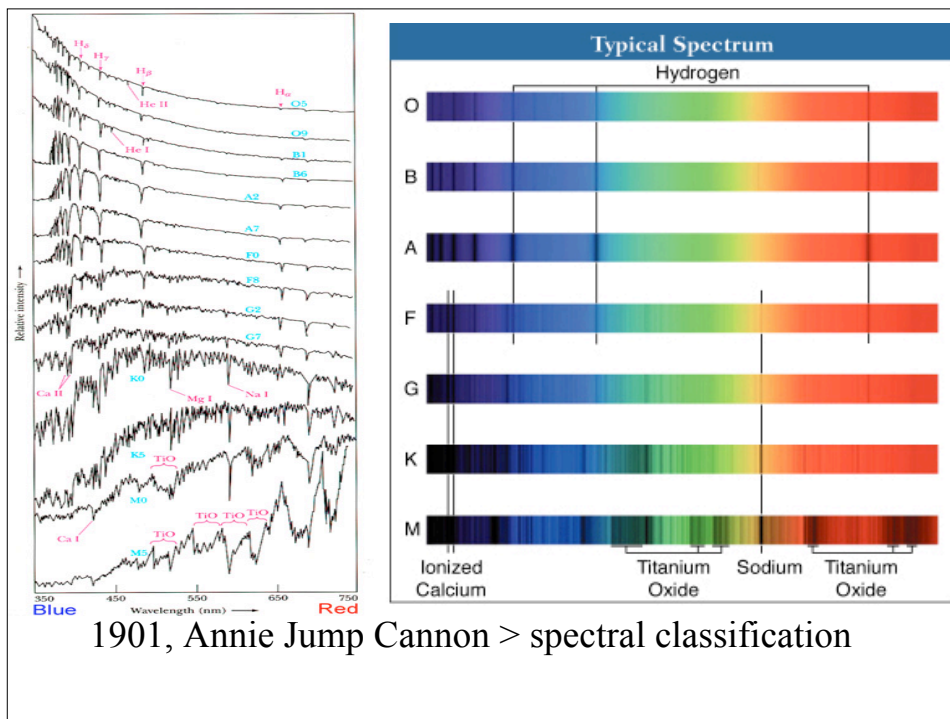 Hδ
Hγ
Hβ
Hα
He II
O5
O9
He I
B1
B6
A2
A7
F0
F8
G2
G7
K0
Ca II
Mg I
Na I
K5
TiO
M0
Ca I
TiO
TiO
TiO
TiO
M5
Relative intensity
350
450
550
650
750
Blue
Wavelength (nm)
Red
Typical Spectrum
Hydrogen
O
B
A
F
G
K
M
Ionized
Calcium
Titanium
Oxide
Sodium
Titanium
Oxide
1901, Annie Jump Cannon > spectral classification